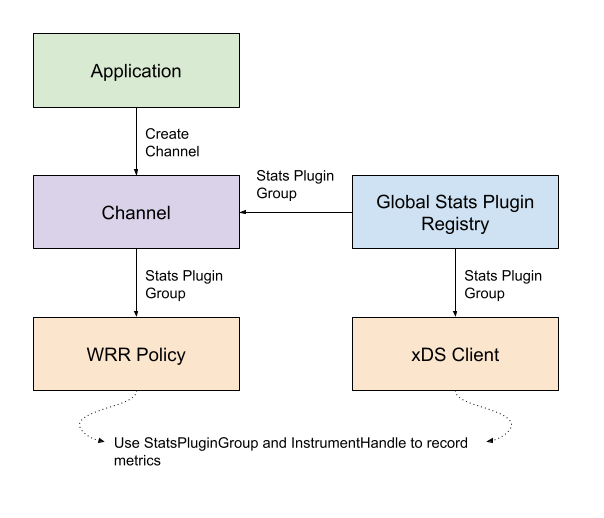 Application
Create
Channel
Stats Plugin
Group
Channel
Global Stats Plugin
Registry
Stats Plugin
Group
Stats Plugin
Group
WRR Policy
xDS Client
Use StatsPluginGroup and InstrumentHandle to record
metrics